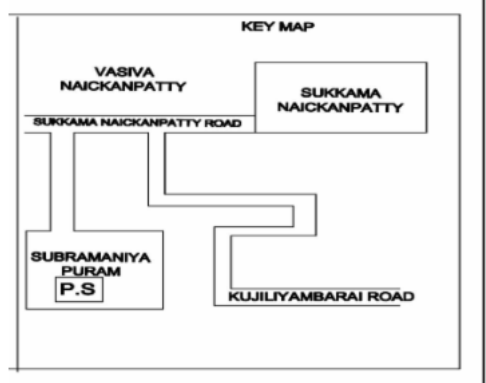 KEY MAP
VASIVA
NAICKANPATTY
SUKKAMA
NAICKANPATTY
SUKKAMA NAICKANPATTY ROAD
SUBRAMANIYA
PURAM
P.S
KUJILIYAMBARAI ROAD